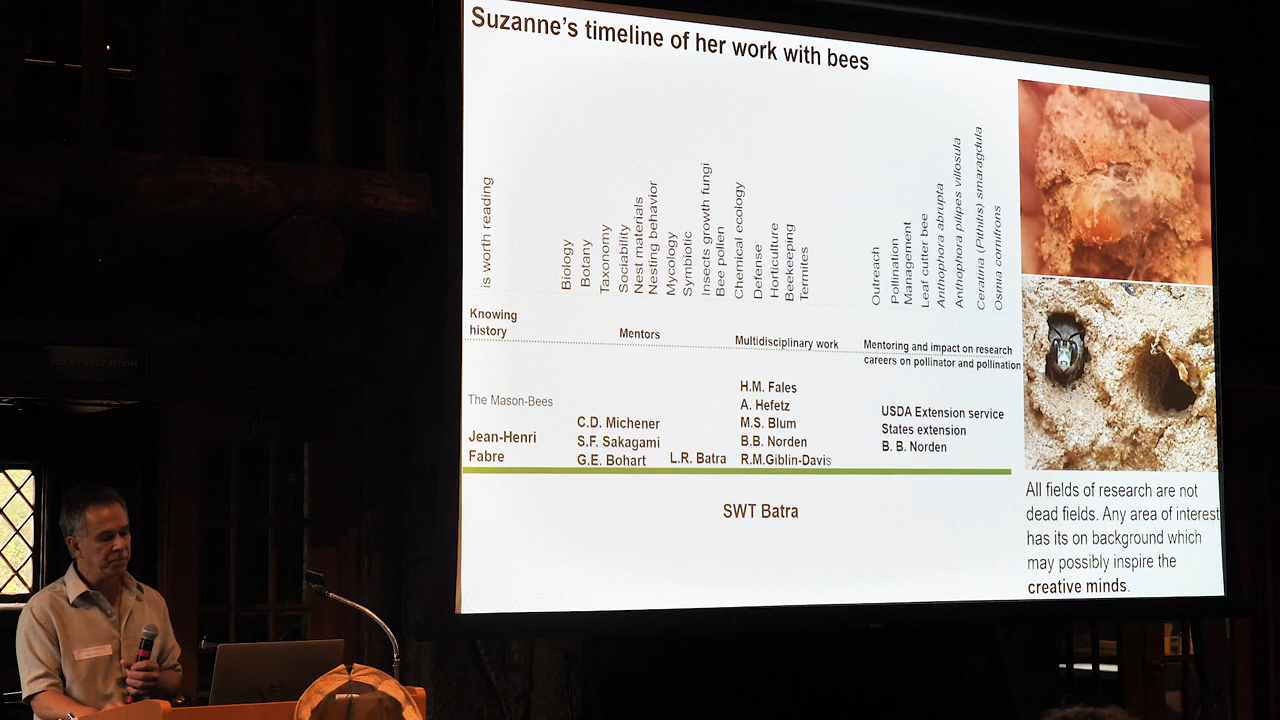 Suzanne's timeline of her work with bees
is worth reading
Biology
Botany
Taxonomy
Sociability
Nest materials
Nesting behavior
Mycology
Symbiotic
Insects growth fungi
Bee pollen
Chemical ecology
Defense
Horticulture
Beekeeping
Termites
Outreach
Pollination
Management
Leaf cutter bee
Anthophora abrupta
Anthophora pilipes villosula
Ceratina (Pithitis) smaragdula
Osmia cornifrons
Knowing
history
Mentors
Multidisciplinary work
Mentoring and impact on research
careers on pollinator and pollination
The Mason-Bees
Jean-Henri
Fabre
C.D. Michener
S.F. Sakagami
G.E. Bohart
L.R. Batra
H.M. Fales
A. Hefetz
M.S. Blum
B.B. Norden
R.M.Giblin-Davis
USDA Extension service
States extension
B. B. Norden
SWT Batra
All fields of research are not
dead fields. Any area of interest
has its on background which
may possibly inspire the
creative minds.
ROOSEVELT ROOM